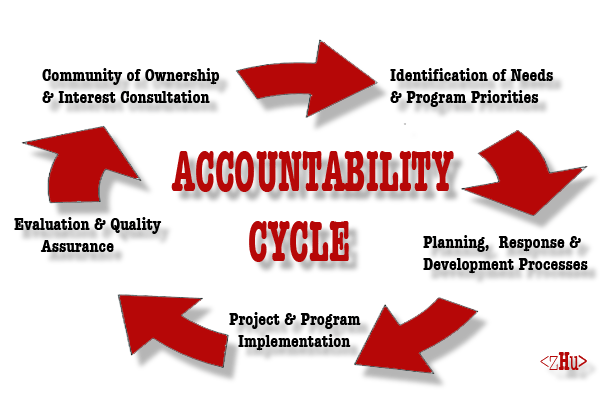 Community of Ownership
& Interest Consultation
Identification of Needs
& Program Priorities
ACCOUNTABILITY
CYCLE
Evaluation & Quality
Assurance
Planning, Response &
Development Processes
Project & Program
Implementation
<zHu>